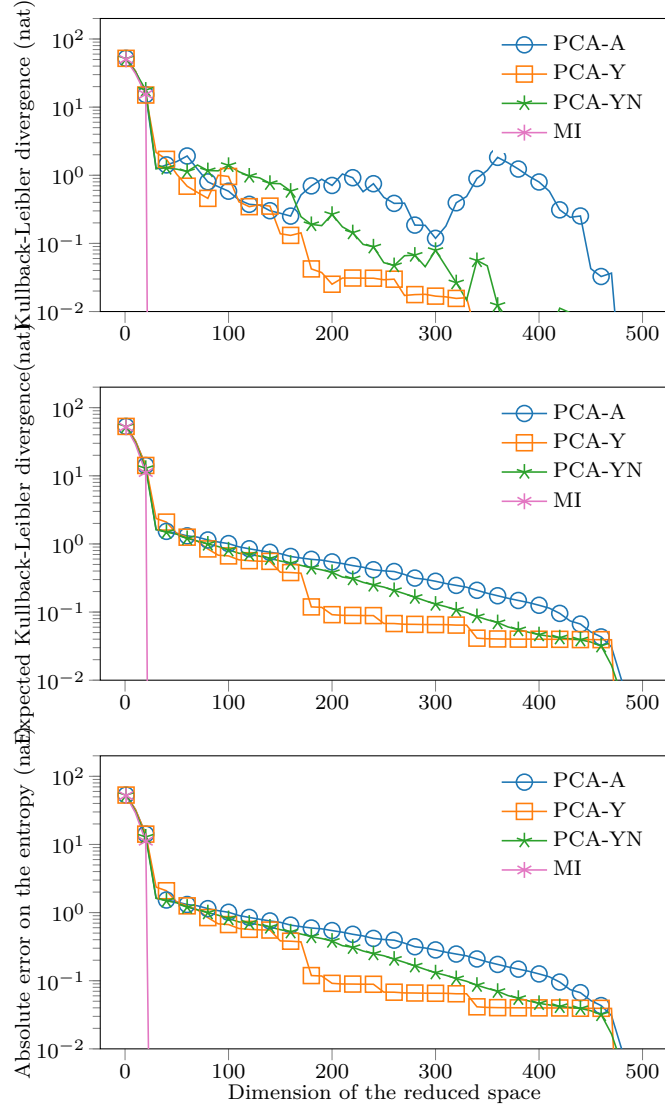 Kullback-Leibler divergence (nat)
10²
10¹
10⁰
10⁻¹
10⁻²
0
100
200
300
400
500
PCA-A
PCA-Y
PCA-YN
MI
Expected Kullback-Leibler divergence(nat)
10²
10¹
10⁰
10⁻¹
10⁻²
0
100
200
300
400
500
PCA-A
PCA-Y
PCA-YN
MI
Absolute error on the entropy (nat)
10²
10¹
10⁰
10⁻¹
10⁻²
0
100
200
300
400
500
PCA-A
PCA-Y
PCA-YN
MI
Dimension of the reduced space